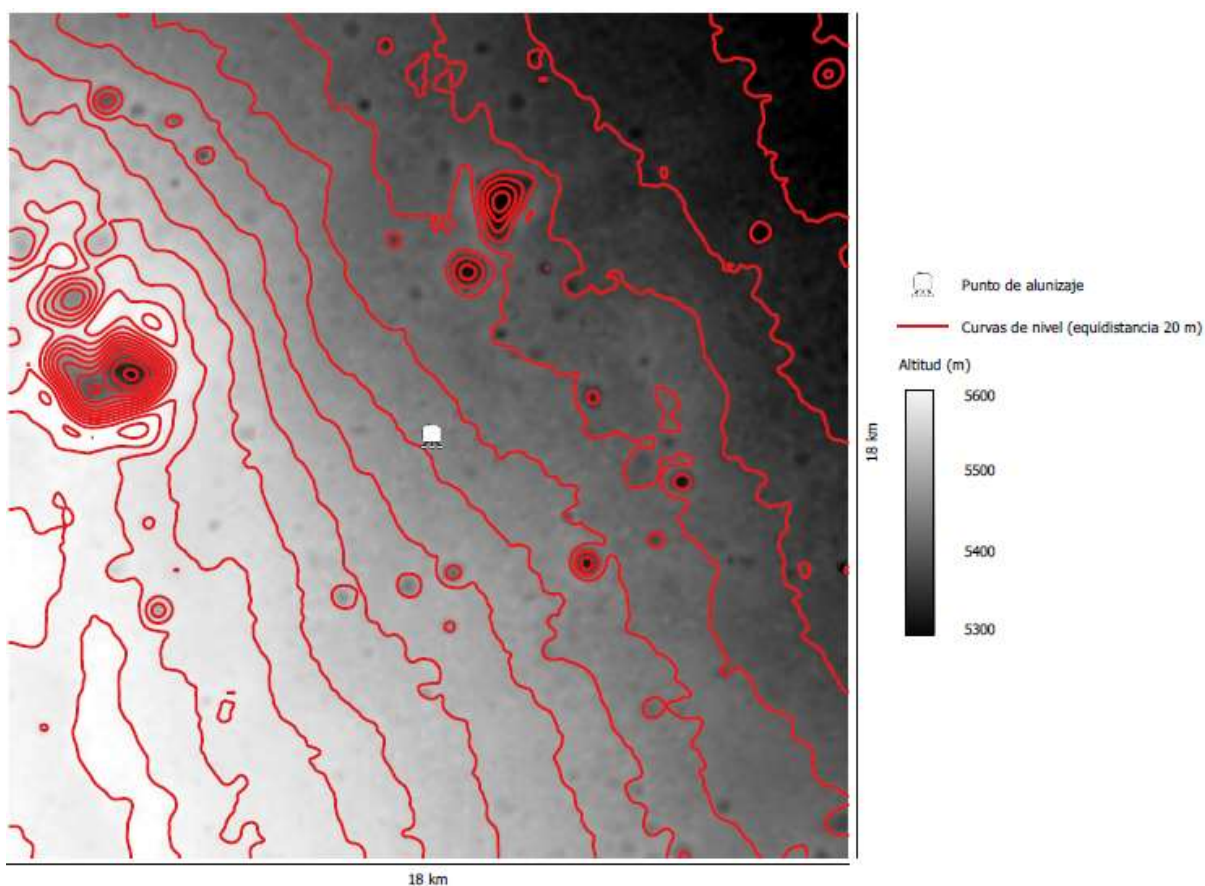 Punto de alunizaje
Curvas de nivel (equidistancia 20 m)
Altitud (m)
5600
5500
5400
5300
18 km
18 km